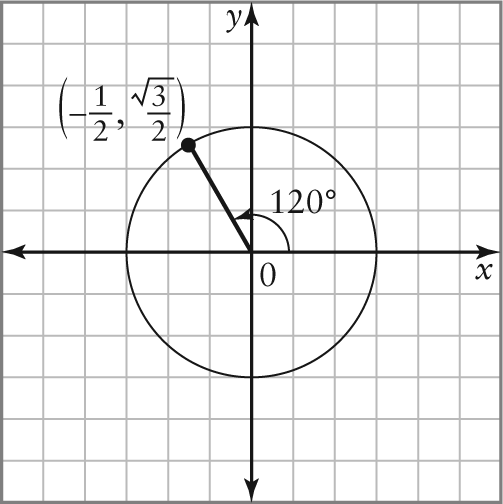 y
(-1/2, √3/2)
120°
x
0